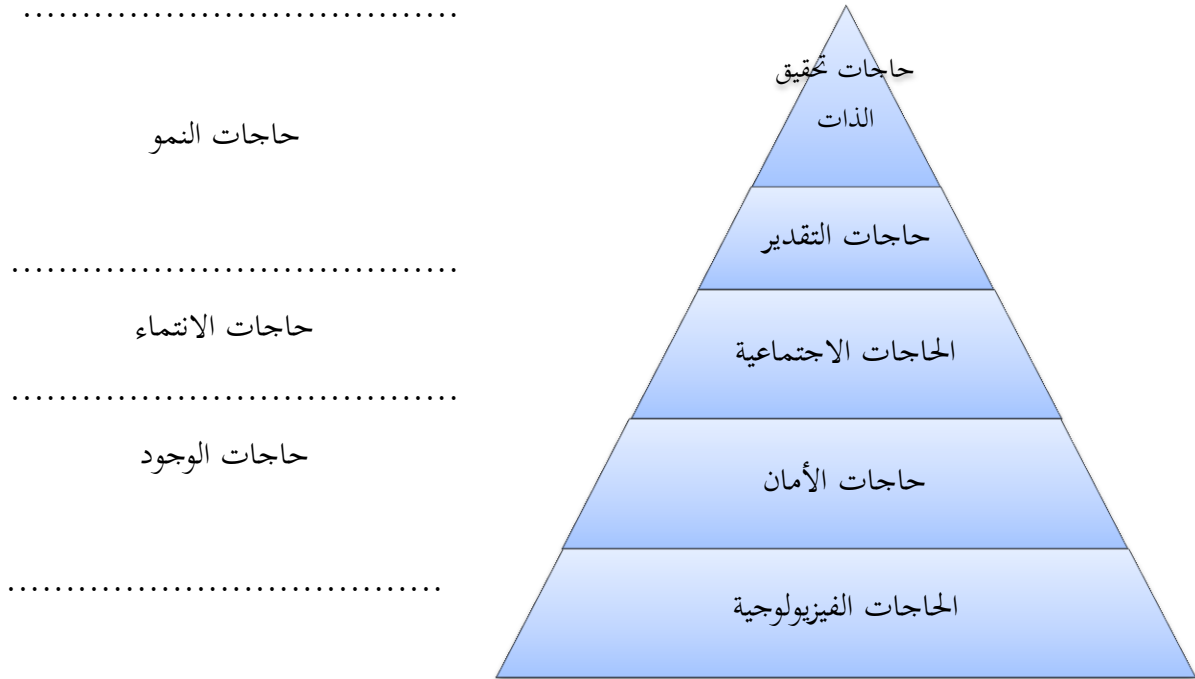 حاجات تحقيق
الذات
حاجات النمو
حاجات التقدير
حاجات الانتماء
الحاجات الاجتماعية
حاجات الوجود
حاجات الأمان
الحاجات الفيزيولوجية